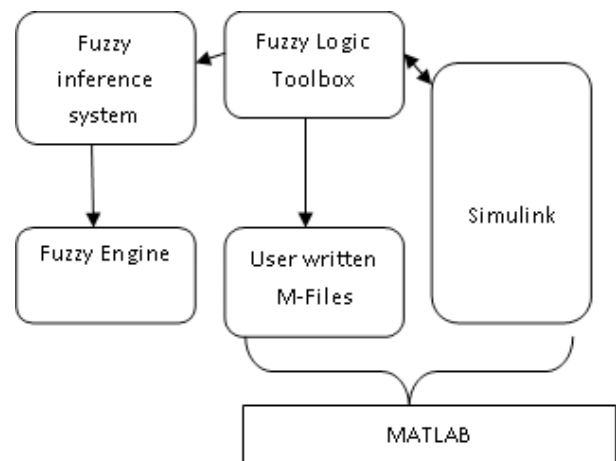 Fuzzy
inference
system
Fuzzy Logic
Toolbox
Simulink
Fuzzy Engine
User written
M-Files
MATLAB